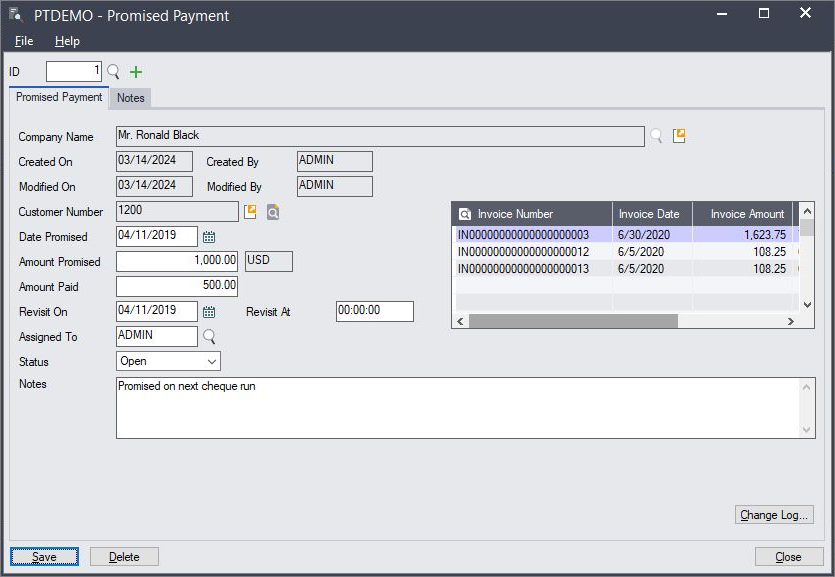 PTDEMO - Promised Payment
File Help
ID 1
Promised Payment Notes
Company Name Mr. Ronald Black
Created On 03/14/2024 Created By ADMIN
Modified On 03/14/2024 Modified By ADMIN
Customer Number 1200
Date Promised 04/11/2019
Amount Promised 1,000.00 USD
Amount Paid 500.00
Revisit On 04/11/2019 Revisit At 00:00:00
Assigned To ADMIN
Status Open
Invoice Number Invoice Date Invoice Amount
IN00000000000000000003 6/30/2020 1,623.75
IN00000000000000000012 6/5/2020 108.25
IN00000000000000000013 6/5/2020 108.25
Notes Promised on next cheque run
Change Log...
Save Delete Close